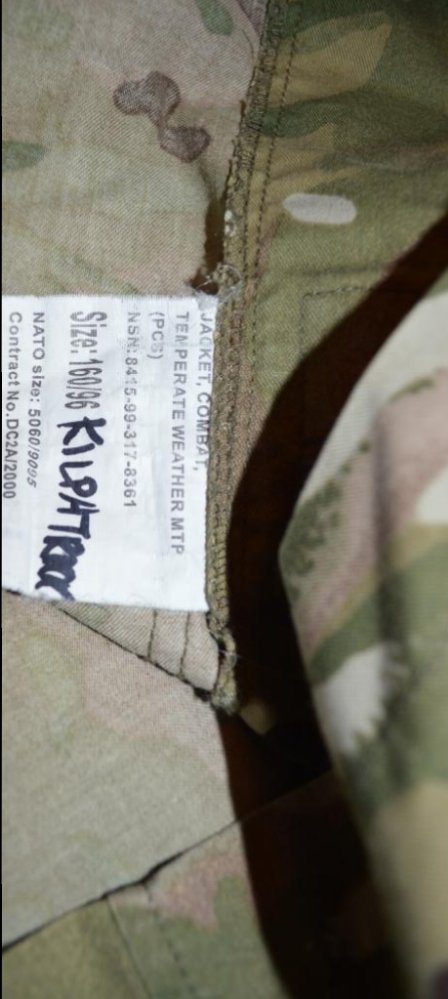 JACKET, COMBAT,
TEMPERATE WEATHER MTP
(PCS)
NSN:8415-99-317-8361
Size: 160/96 KILPATRICK
NATO size: 5060/9095
Contract No.DC2A/2000